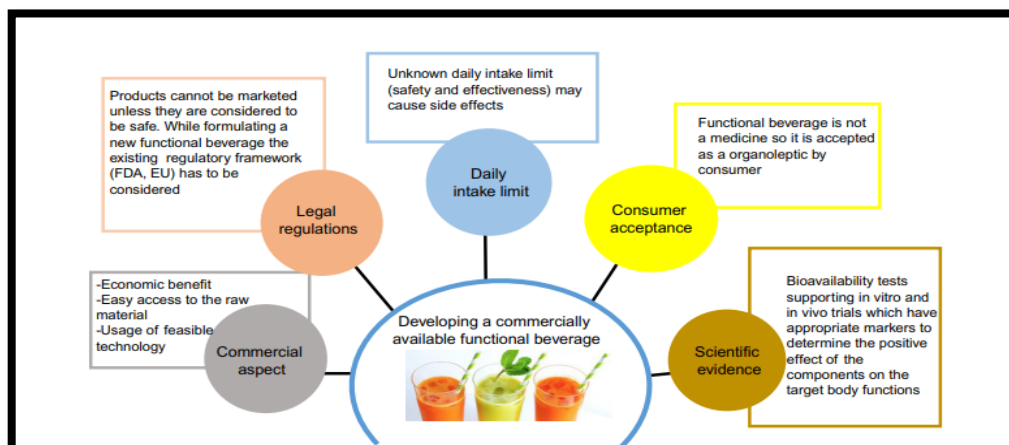 Products cannot be marketed
unless they are considered to
be safe. While formulating a
new functional beverage the
existing regulatory framework
(FDA, EU) has to be
considered
Legal
regulations
Unknown daily intake limit
(safety and effectiveness) may
cause side effects
Daily
intake limit
Functional beverage is not
a medicine so it is accepted
as a organoleptic by
consumer
Consumer
acceptance
-Economic benefit
-Easy access to the raw
material
-Usage of feasible
technology
Commercial
aspect
Developing a commercially
available functional beverage
Bioavailability tests
supporting in vitro and
in vivo trials which have
appropriate markers to
determine the positive
effect of the
components on the
target body functions
Scientific
evidence